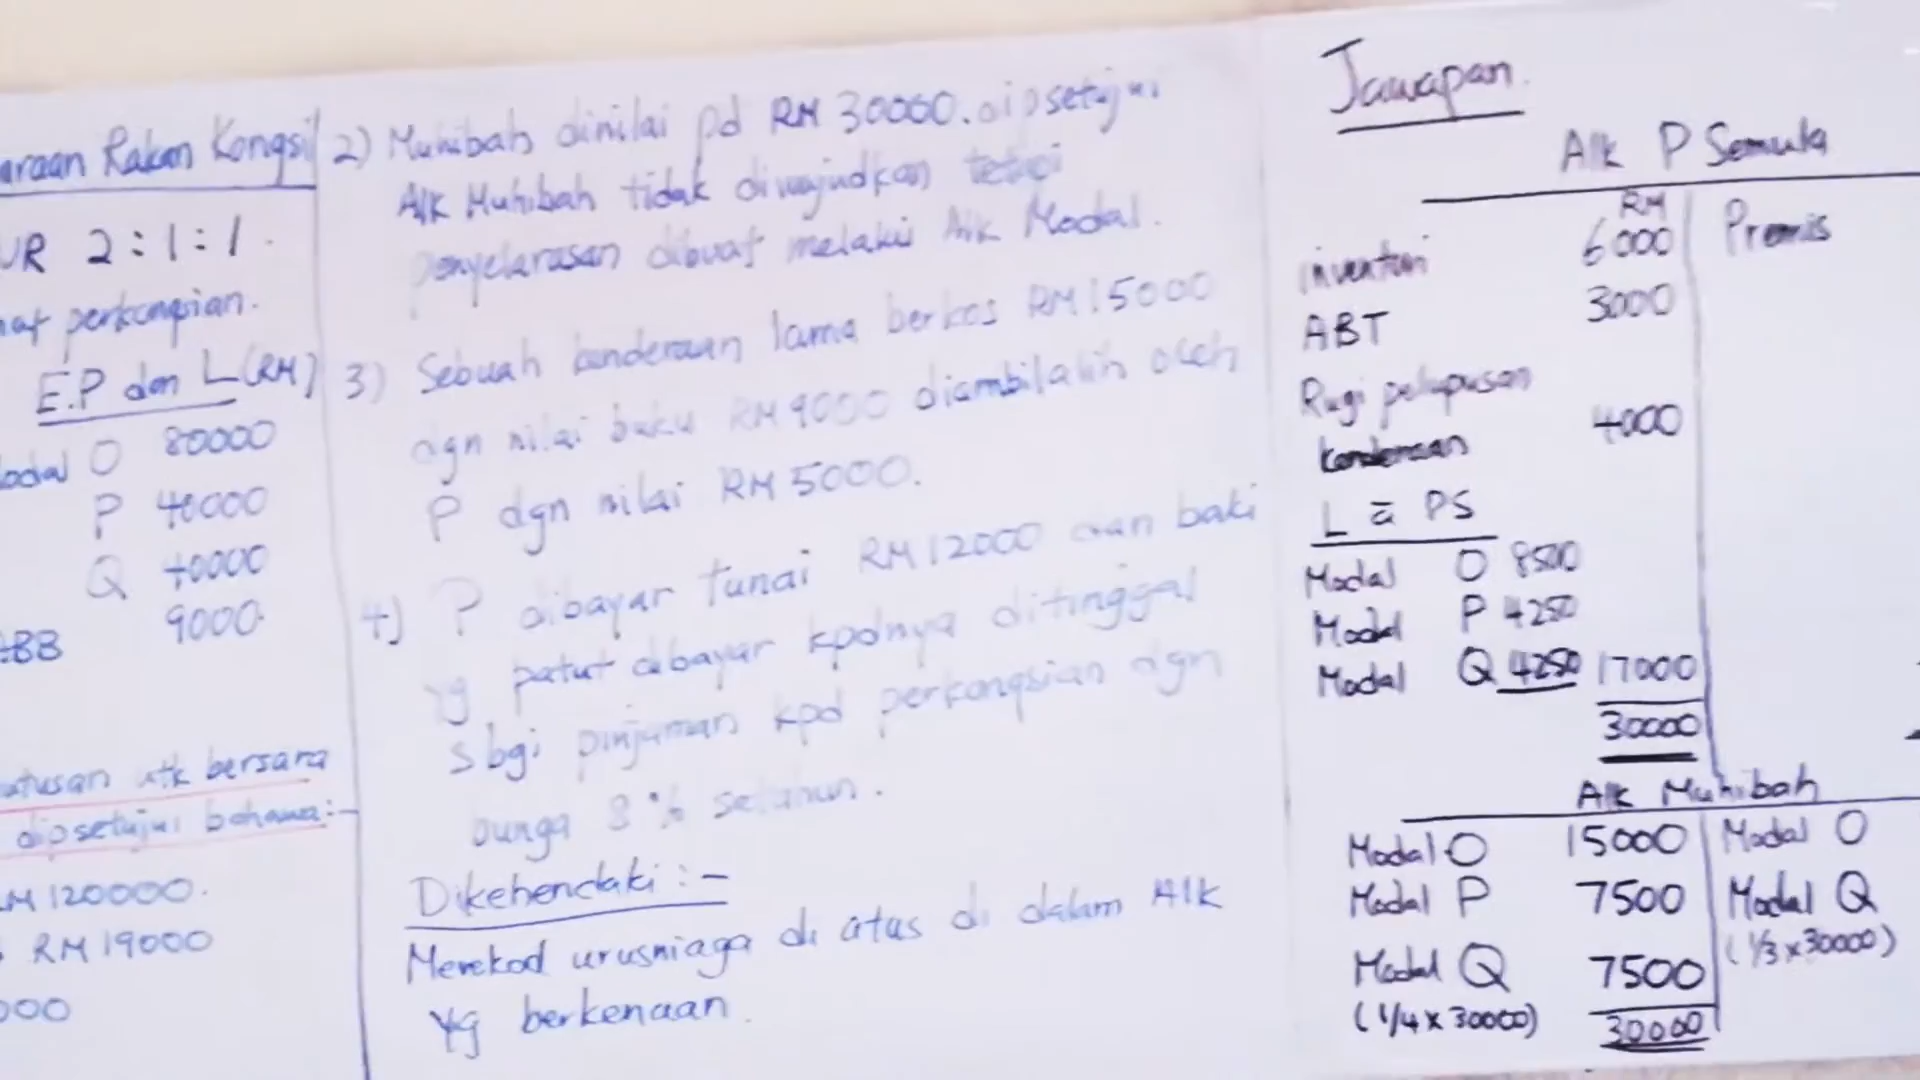 araan Rakan Kongsi
UR 2:1:1.
hat perkongsian.
E.P dan L (RM)
odal O 80000
P 40000
Q 40000
ABB 9000
utusan utk bersara
dipsetujui bahawa:-
RM 120000.
RM 19000
000
2) Muhibah dinilai pd RM 30000. dipsetujui
A/k Muhibah tidak diwujudkan tetapi
penyelarasan dibuat melalui A/k Modal.
3) Sebuah kenderaan lama berkos RM 15000
dgn nilai buku RM 9000 diambilalih oleh
P dgn nilai RM 5000.
4) P dibayar tunai RM 12000 dan baki
yg patut dibayar kpdnya ditinggal
sbgi pinjaman kpd perkongsian dgn
bunga 8% setahun.
Dikehendaki :-
Merekod urusniaga di atas di dalam A/k
yg berkenaan.
Jawapan.
A/k P Semula
RM
inventori 6000 Premis
ABT 3000
Rugi pelupusan
kenderaan 4000
L ā PS
Modal O 8500
Modal P 4250
Modal Q 4250 17000
30000
A/k Muhibah
Modal O 15000 Modal O
Modal P 7500 Modal Q
(1/3 x 30000)
Modal Q 7500
(1/4 x 30000) 30000